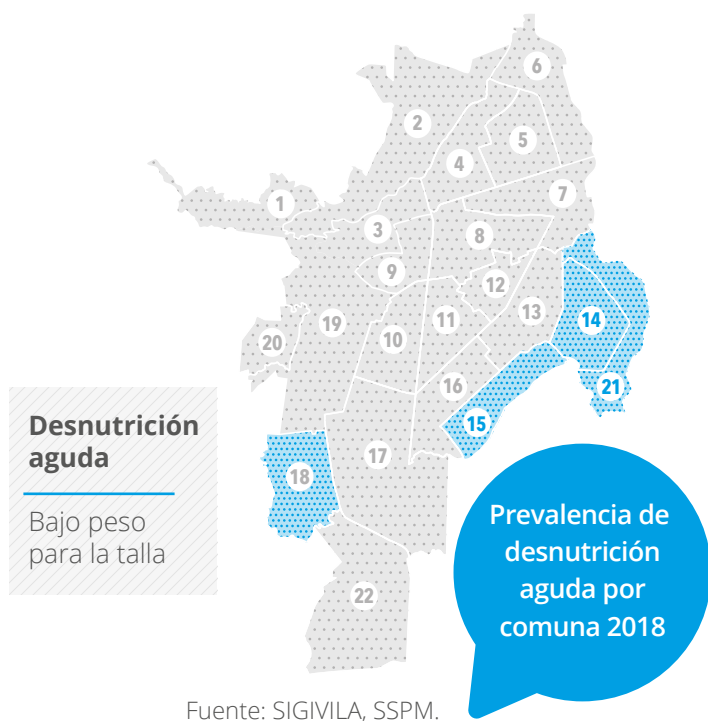 6
2
5
4
7
1
3
8
9
12
13
14
19
11
20
10
16
21
15
17
18
22
Desnutrición
aguda
Bajo peso
para la talla
Prevalencia de
desnutrición
aguda por
comuna 2018
Fuente: SIGIVILA, SSPM.